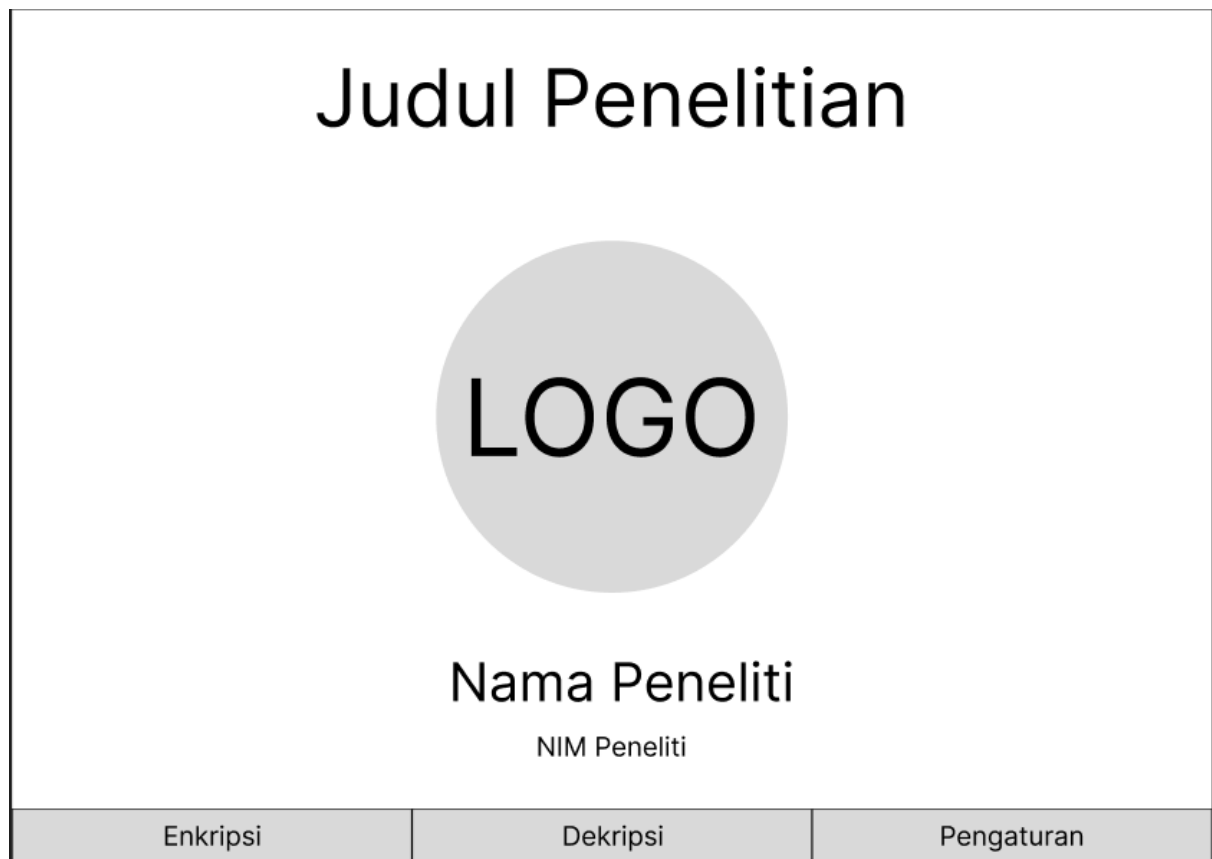 Judul Penelitian
LOGO
Nama Peneliti
NIM Peneliti
Enkripsi
Dekripsi
Pengaturan